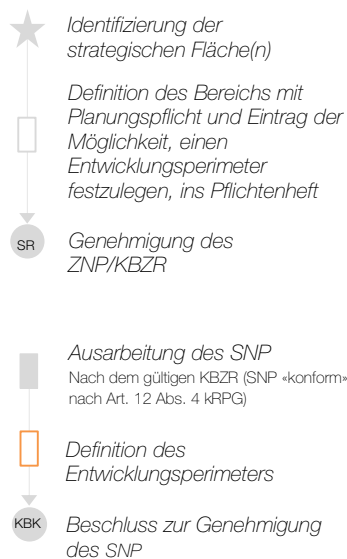 Identifizierung der
strategischen Fläche(n)
Definition des Bereichs mit
Planungspflicht und Eintrag der
Möglichkeit, einen
Entwicklungsperimeter
festzulegen, ins Pflichtenheft
SR
Genehmigung des
ZNP/KBZR
Ausarbeitung des SNP
Nach dem gültigen KBZR (SNP «konform»
nach Art. 12 Abs. 4 kRPG)
Definition des
Entwicklungsperimeters
KBK
Beschluss zur Genehmigung
des SNP